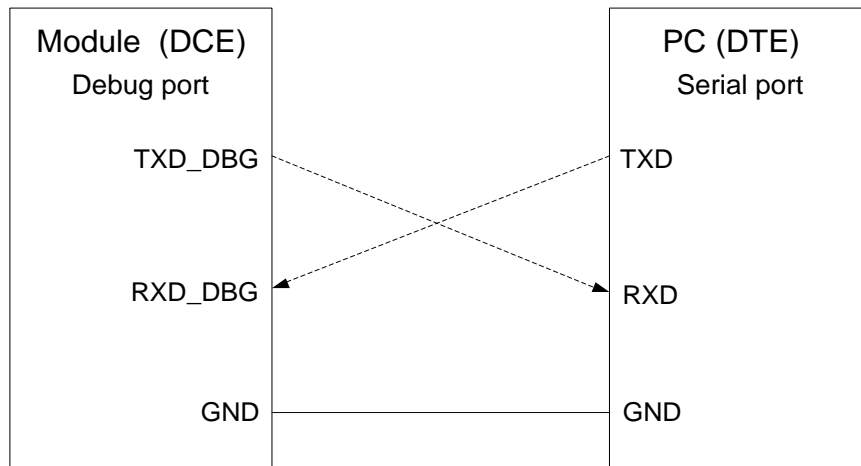 Module (DCE)
Debug port
TXD_DBG
RXD_DBG
GND
PC (DTE)
Serial port
TXD
RXD
GND